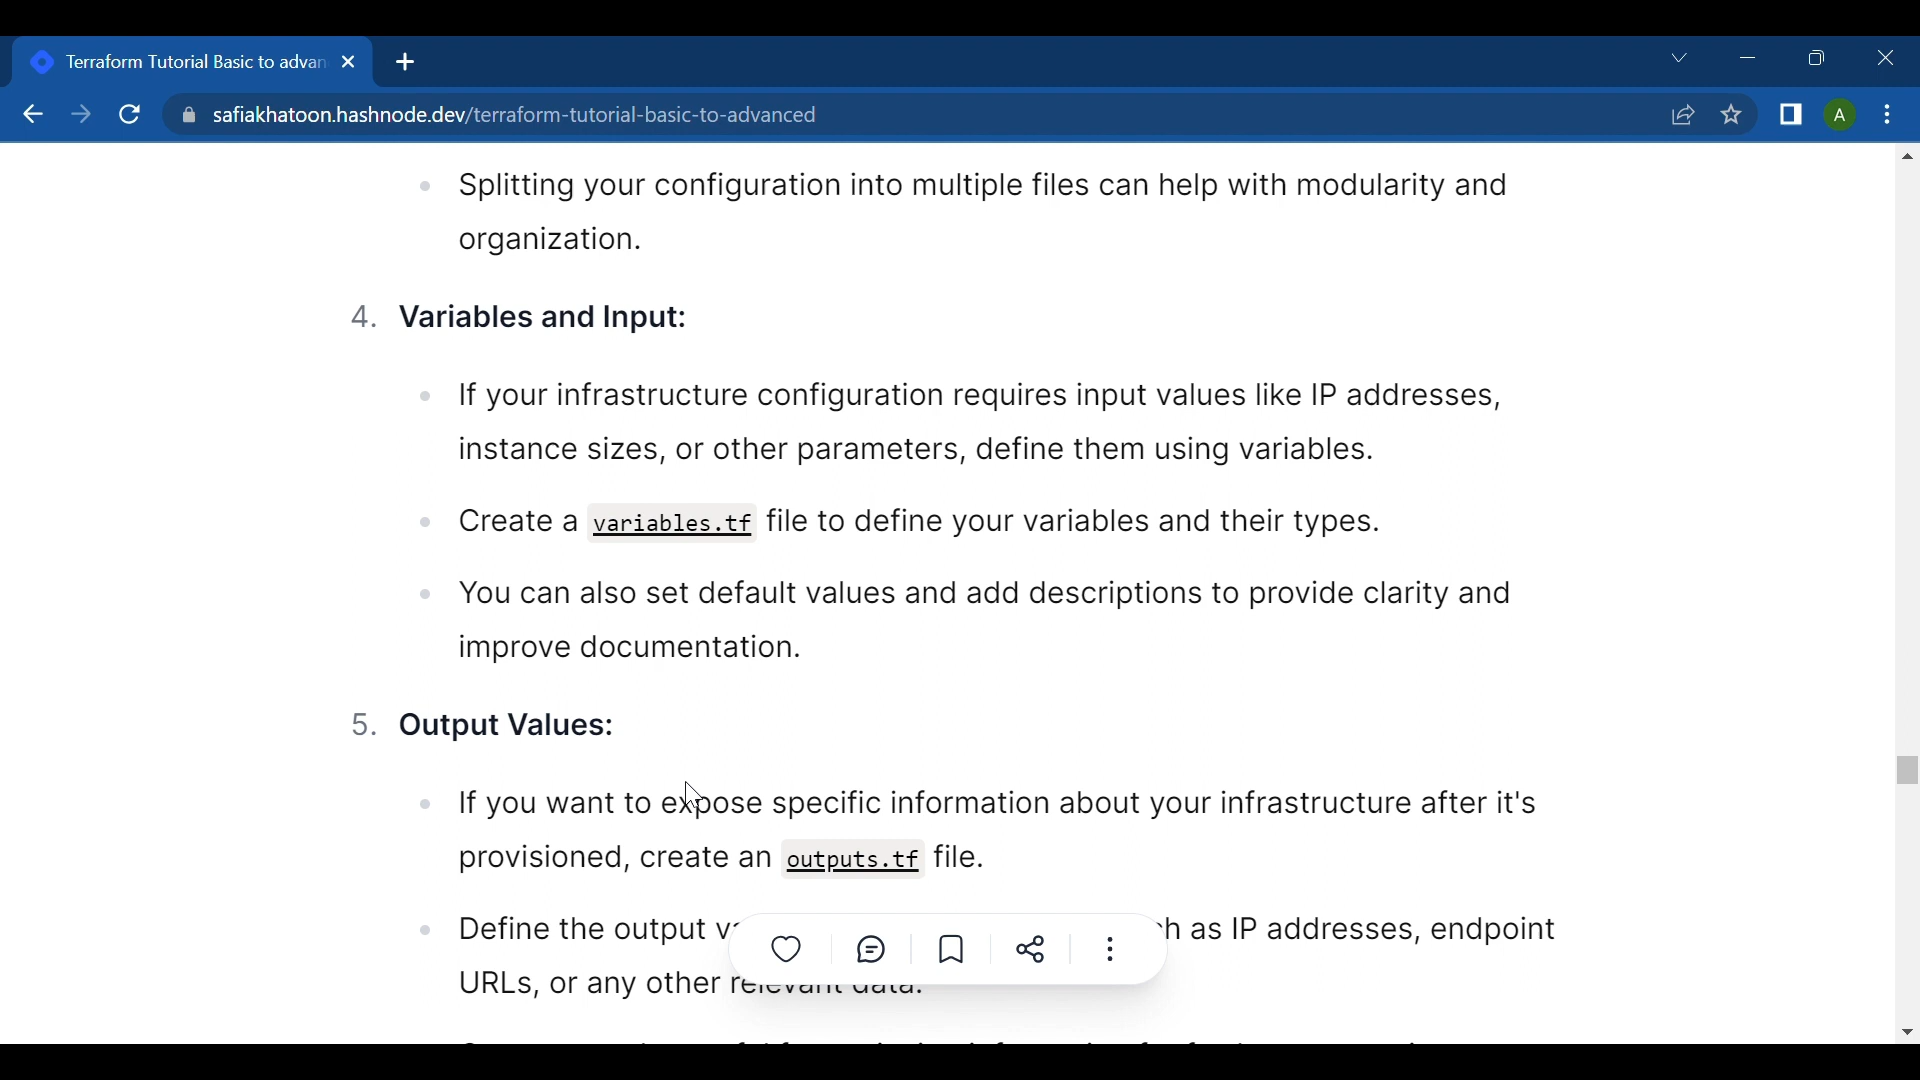 Terraform Tutorial Basic to advan
safiakhatoon.hashnode.dev/terraform-tutorial-basic-to-advanced
A
• Splitting your configuration into multiple files can help with modularity and
organization.
4. Variables and Input:
• If your infrastructure configuration requires input values like IP addresses,
instance sizes, or other parameters, define them using variables.
• Create a variables.tf file to define your variables and their types.
• You can also set default values and add descriptions to provide clarity and
improve documentation.
5. Output Values:
• If you want to expose specific information about your infrastructure after it's
provisioned, create an outputs.tf file.
• Define the output as IP addresses, endpoint
URLs, or any other relevant data.